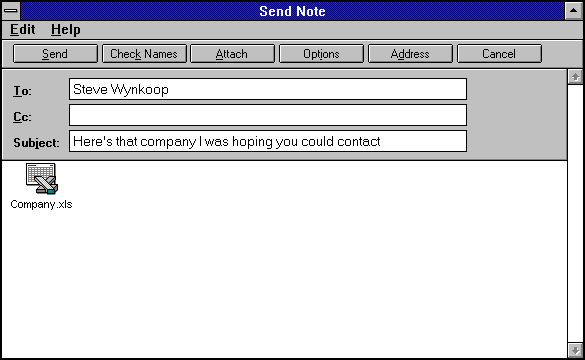 Send Note
Edit Help
Send Check Names Attach Options Address Cancel
To: Steve Wynkoop
Cc:
Subject: Here's that company I was hoping you could contact
Company.xls